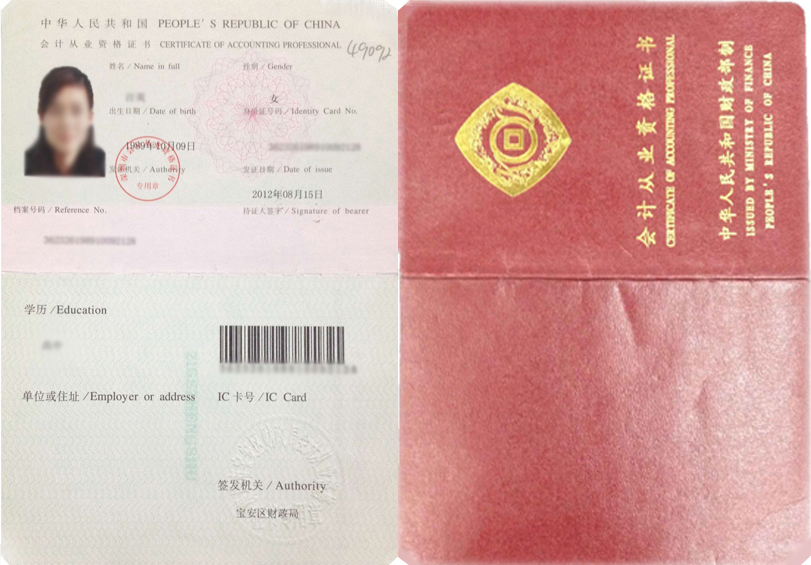 中华人民共和国 PEOPLE'S REPUBLIC OF CHINA
会计从业资格证书 CERTIFICATE OF ACCOUNTING PROFESSIONAL
49092
姓名 / Name in full
性别 / Gender
女
出生日期 / Date of birth
身份证号码 / Identity Card No.
1989年10月09日
发证机关 / Authority
发证日期 / Date of issue
专用章
2012年08月15日
档案号码 / Reference No.
持证人签字 / Signature of bearer
学历 / Education
单位或住址 / Employer or address
IC 卡号 / IC Card
签发机关 / Authority
宝安区财政局
会计从业资格证书
CERTIFICATE OF ACCOUNTING PROFESSIONAL
中华人民共和国财政部制
ISSUED BY MINISTRY OF FINANCE
PEOPLE'S REPUBLIC OF CHINA